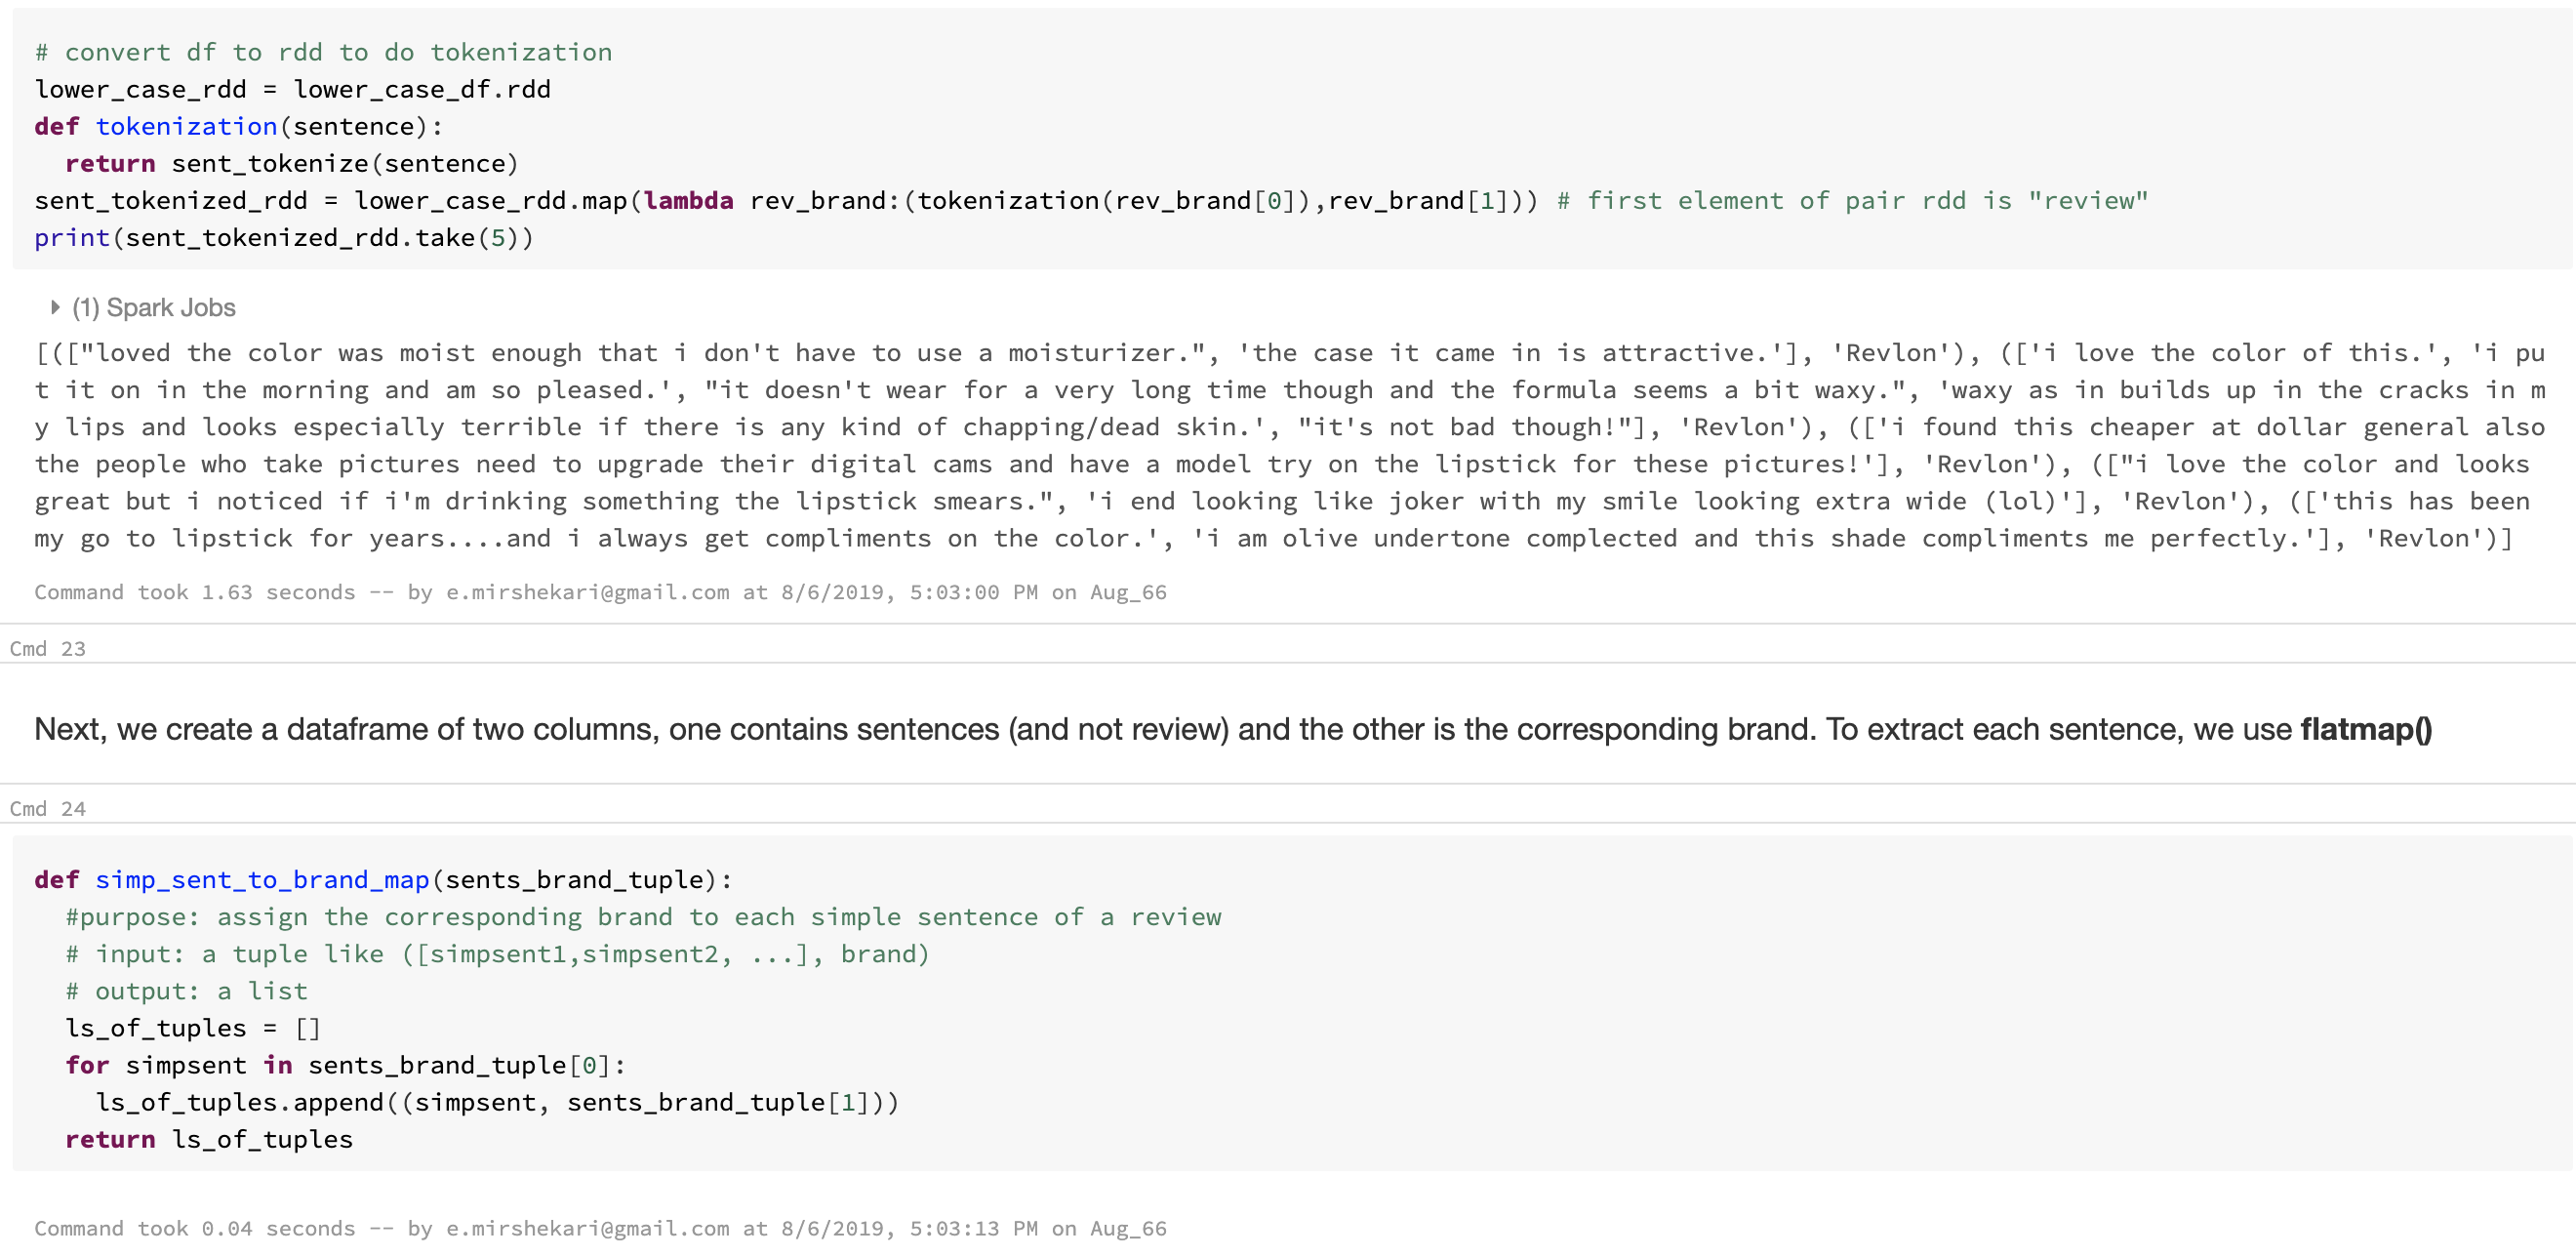 # convert df to rdd to do tokenization
lower_case_rdd = lower_case_df.rdd
def tokenization(sentence):
  return sent_tokenize(sentence)
sent_tokenized_rdd = lower_case_rdd.map(lambda rev_brand:(tokenization(rev_brand[0]),rev_brand[1])) # first element of pair rdd is "review"
print(sent_tokenized_rdd.take(5))
(1) Spark Jobs
[(["loved the color was moist enough that i don't have to use a moisturizer.", 'the case it came in is attractive.'], 'Revlon'), (['i love the color of this.', 'i pu
t it on in the morning and am so pleased.', "it doesn't wear for a very long time though and the formula seems a bit waxy.", 'waxy as in builds up in the cracks in m
y lips and looks especially terrible if there is any kind of chapping/dead skin.', "it's not bad though!"], 'Revlon'), (['i found this cheaper at dollar general also
the people who take pictures need to upgrade their digital cams and have a model try on the lipstick for these pictures!'], 'Revlon'), (["i love the color and looks
great but i noticed if i'm drinking something the lipstick smears.", 'i end looking like joker with my smile looking extra wide (lol)'], 'Revlon'), (['this has been
my go to lipstick for years....and i always get compliments on the color.', 'i am olive undertone complected and this shade compliments me perfectly.'], 'Revlon')]
Command took 1.63 seconds -- by e.mirshekari@gmail.com at 8/6/2019, 5:03:00 PM on Aug_66
Cmd 23
Next, we create a dataframe of two columns, one contains sentences (and not review) and the other is the corresponding brand. To extract each sentence, we use flatmap()
Cmd 24
def simp_sent_to_brand_map(sents_brand_tuple):
  #purpose: assign the corresponding brand to each simple sentence of a review
  # input: a tuple like ([simpsent1,simpsent2, ...], brand)
  # output: a list
  ls_of_tuples = []
  for simpsent in sents_brand_tuple[0]:
    ls_of_tuples.append((simpsent, sents_brand_tuple[1]))
  return ls_of_tuples
Command took 0.04 seconds -- by e.mirshekari@gmail.com at 8/6/2019, 5:03:13 PM on Aug_66